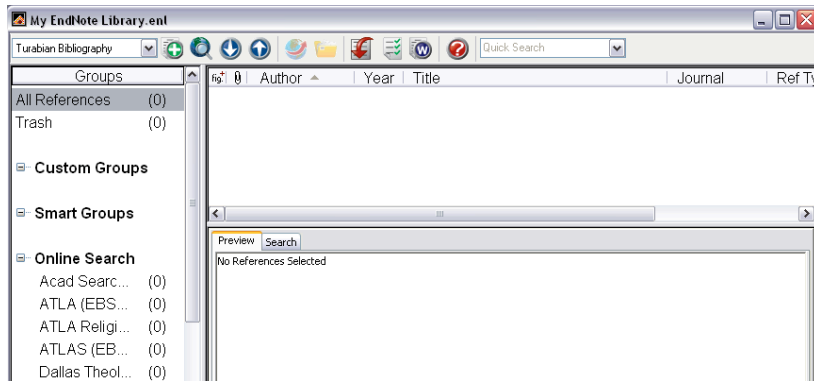 My EndNote Library.enl
Turabian Bibliography
Quick Search
Groups
All References (0)
Trash (0)
Custom Groups
Smart Groups
Online Search
Acad Searc... (0)
ATLA (EBS... (0)
ATLA Religi... (0)
ATLAS (EB... (0)
Dallas Theol... (0)
Author Year Title Journal Ref Ty
Preview Search
No References Selected